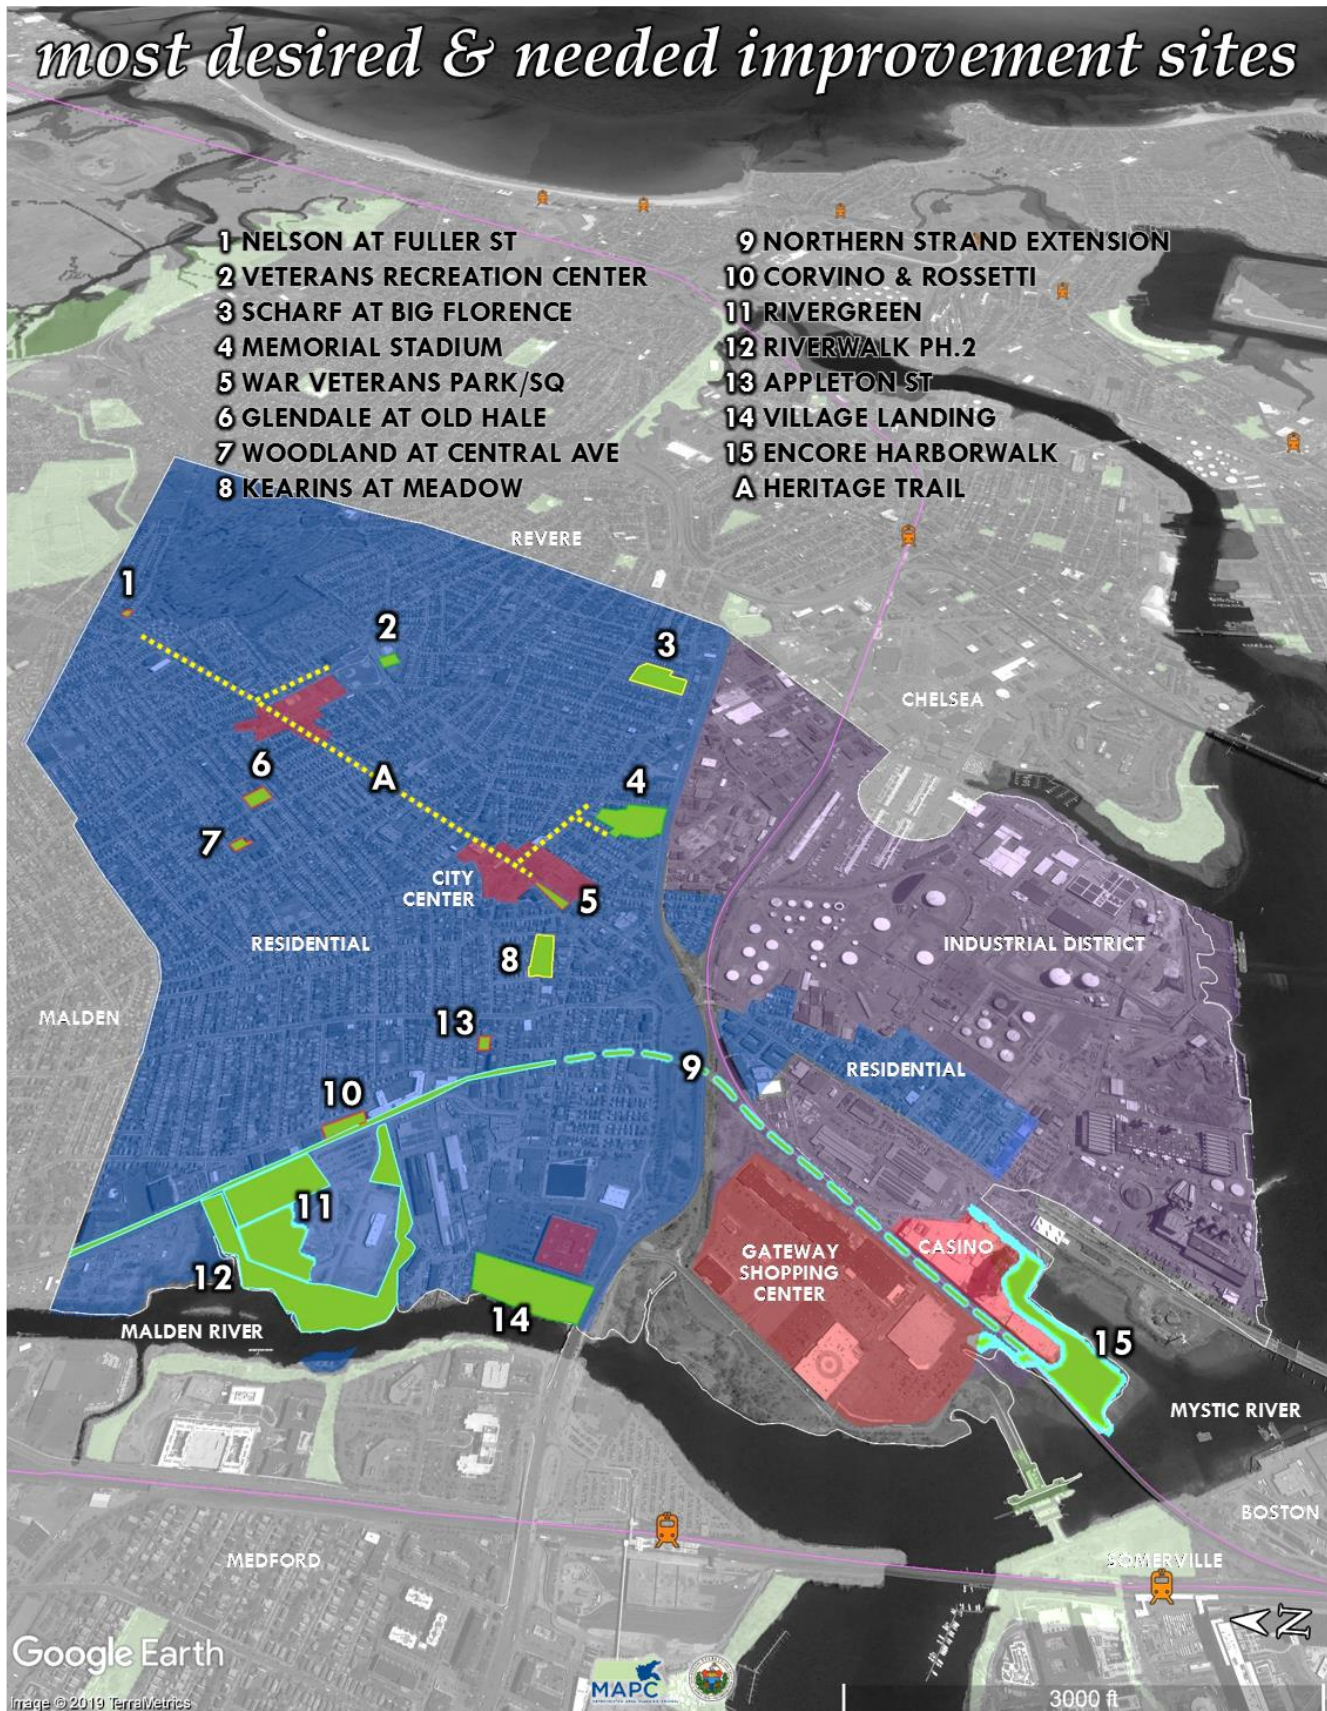 most desired & needed improvement sites
1 NELSON AT FULLER ST
2 VETERANS RECREATION CENTER
3 SCHARF AT BIG FLORENCE
4 MEMORIAL STADIUM
5 WAR VETERANS PARK/SQ
6 GLENDALE AT OLD HALE
7 WOODLAND AT CENTRAL AVE
8 KEARINS AT MEADOW
9 NORTHERN STRAND EXTENSION
10 CORVINO & ROSSETTI
11 RIVERGREEN
12 RIVERWALK PH.2
13 APPLETON ST
14 VILLAGE LANDING
15 ENCORE HARBORWALK
A HERITAGE TRAIL
REVERE
1
2
3
CHELSEA
6
A
4
7
CITY
CENTER
5
RESIDENTIAL
8
INDUSTRIAL DISTRICT
MALDEN
13
9
RESIDENTIAL
10
11
GATEWAY
SHOPPING
CENTER
CASINO
12
14
MALDEN RIVER
15
MYSTIC RIVER
BOSTON
MEDFORD
SOMERVILLE
N
Google Earth
MAPC
Image © 2019 TerraMetrics
3000 ft